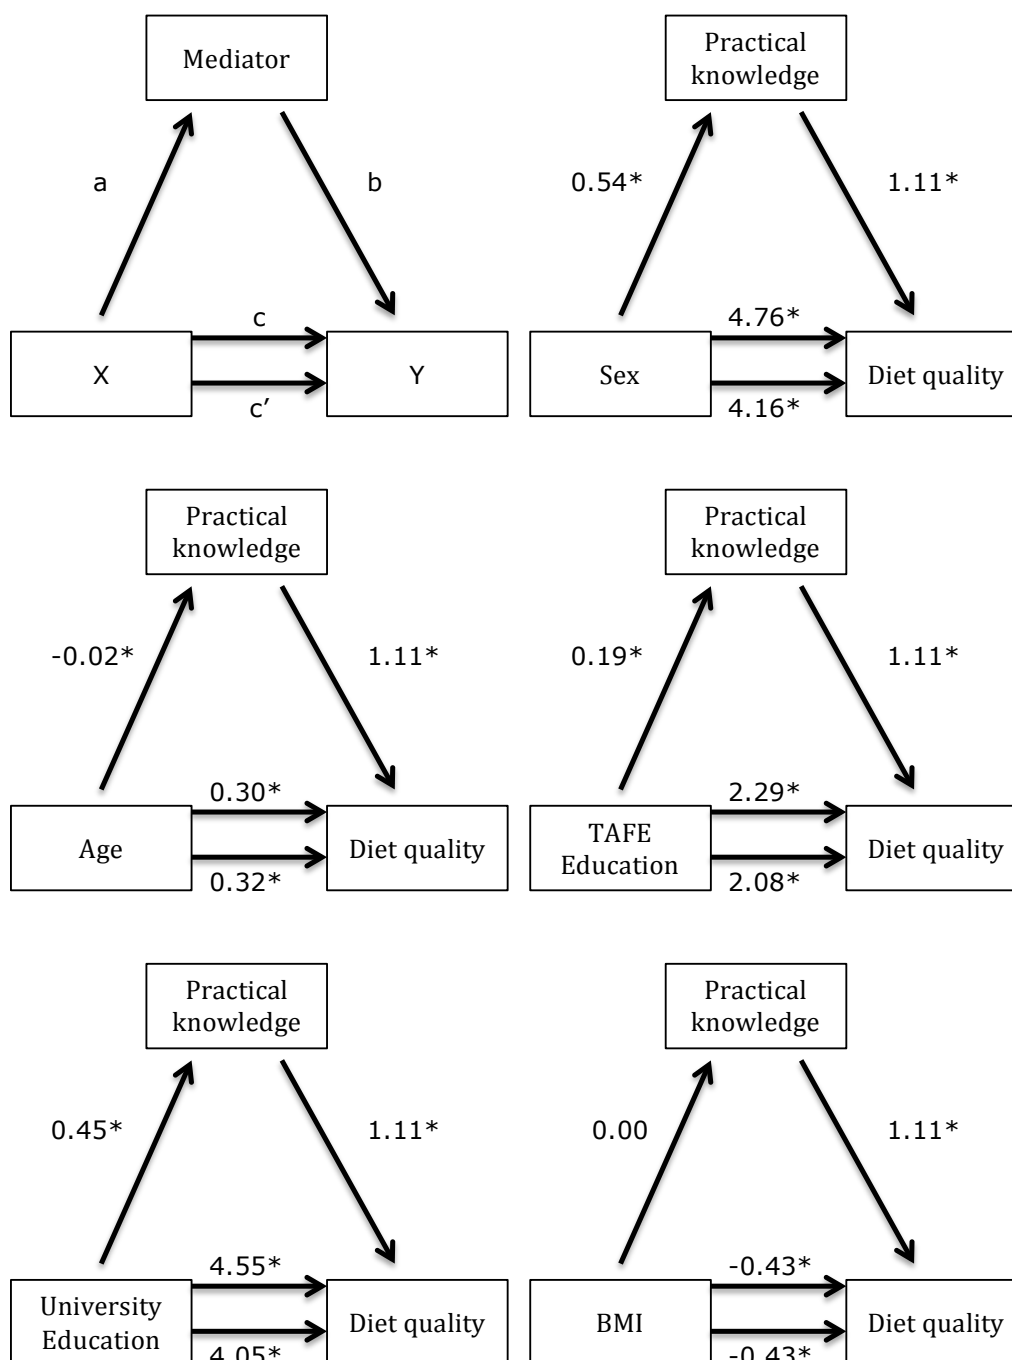 Mediator
a
b
X
c
c’
Y
Practical
knowledge
0.54*
1.11*
Sex
4.76*
4.16*
Diet quality
Practical
knowledge
-0.02*
1.11*
Age
0.30*
0.32*
Diet quality
Practical
knowledge
0.19*
1.11*
TAFE
Education
2.29*
2.08*
Diet quality
Practical
knowledge
0.45*
1.11*
University
Education
4.55*
4.05*
Diet quality
Practical
knowledge
0.00
1.11*
BMI
-0.43*
-0.43*
Diet quality